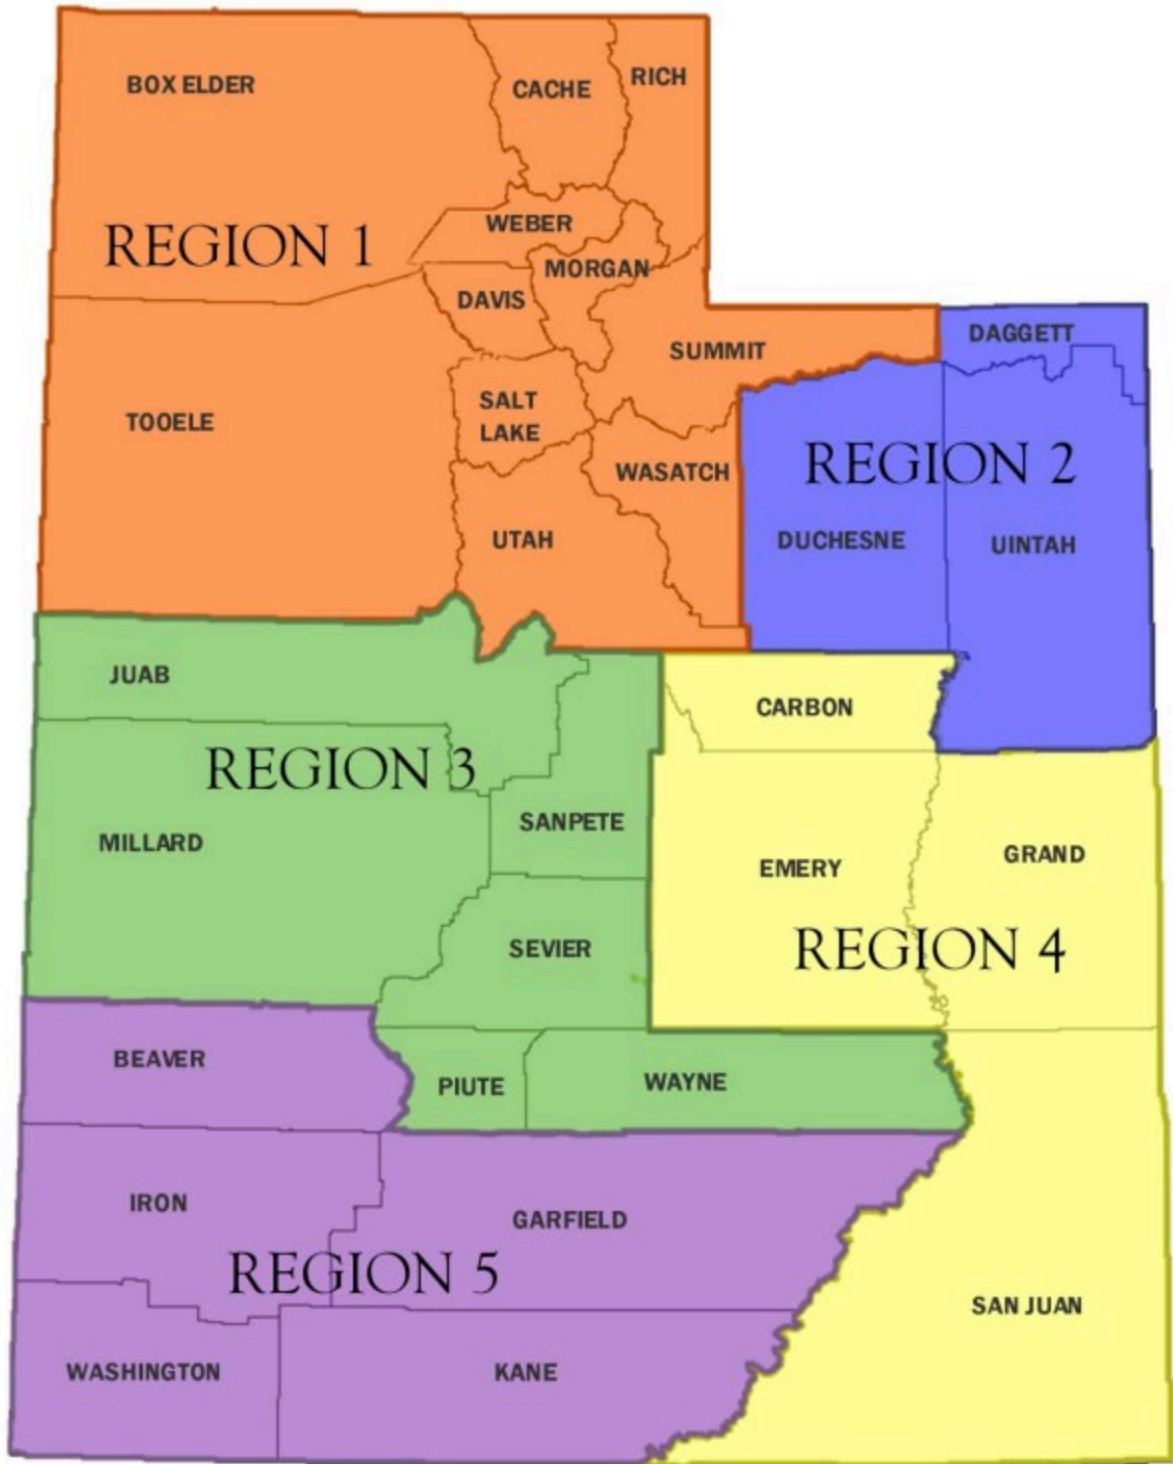 BOX ELDER
CACHE
RICH
REGION 1
WEBER
MORGAN
DAVIS
SUMMIT
DAGGETT
TOOELE
SALT
LAKE
WASATCH
REGION 2
UTAH
DUCHESNE
UINTAH
JUAB
CARBON
REGION 3
MILLARD
SANPETE
EMERY
GRAND
SEVIER
REGION 4
BEAVER
PIUTE
WAYNE
IRON
GARFIELD
REGION 5
SAN JUAN
WASHINGTON
KANE